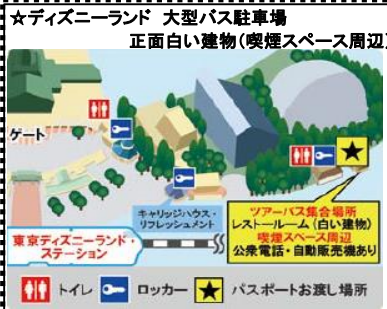 ☆ディズニーランド 大型バス駐車場
正面白い建物(喫煙スペース周辺)
ゲート
キャリッジハウス・
リフレッシュメント
東京ディズニーランド・
ステーション
ツアーバス集合場所
レストルーム(白い建物)
喫煙スペース周辺
公衆電話・自動販売機あり
トイレ ロッカー パスポートお渡し場所